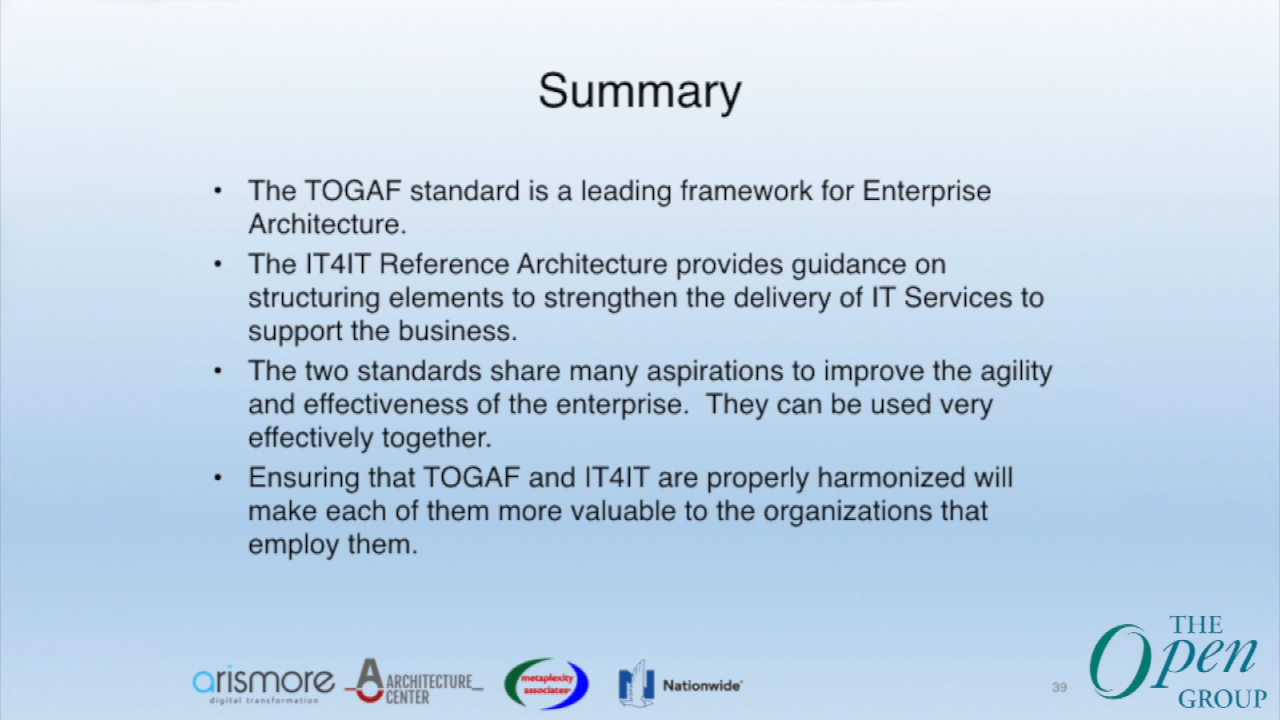 Summary
• The TOGAF standard is a leading framework for Enterprise
Architecture.
• The IT4IT Reference Architecture provides guidance on
structuring elements to strengthen the delivery of IT Services to
support the business.
• The two standards share many aspirations to improve the agility
and effectiveness of the enterprise.  They can be used very
effectively together.
• Ensuring that TOGAF and IT4IT are properly harmonized will
make each of them more valuable to the organizations that
employ them.
arismore
digital transformation
ARCHITECTURE
CENTER
metaplexity
associates
Nationwide®
39
THE
Open
GROUP